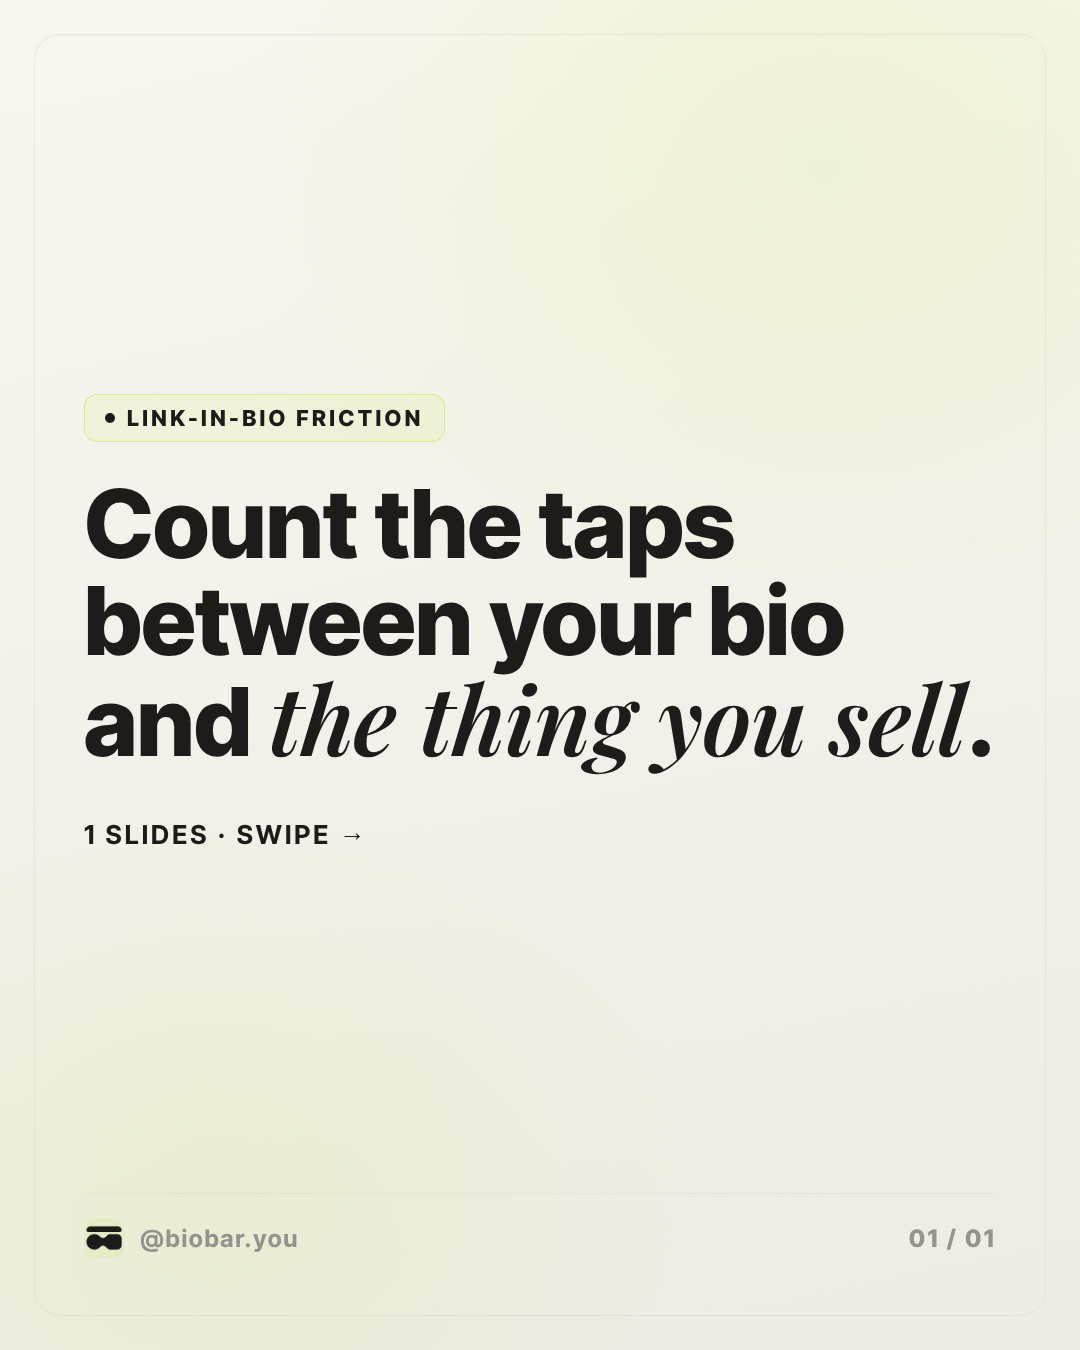 • LINK-IN-BIO FRICTION
Count the taps
between your bio
and the thing you sell.
1 SLIDES · SWIPE →
@biobar.you
01 / 01